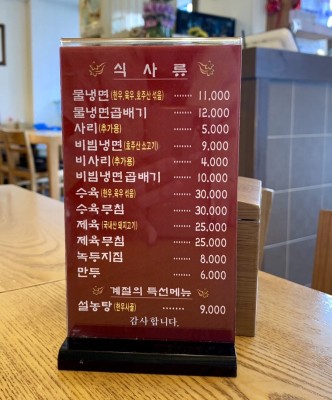 식사류
물냉면(한우,육우,호주산 섞음) ······· 11,000
물냉면곱배기 ······· 12,000
사리(추가용) ······· 5,000
비빔냉면(호주산 소고기) ······· 9,000
비사리(추가용) ······· 4,000
비빔냉면곱배기 ······· 10,000
수육(한우,육우 섞음) ······· 30,000
수육무침 ······· 30,000
제육(국내산 돼지고기) ······· 25,000
제육무침 ······· 25,000
녹두지짐 ······· 8,000
만두 ······· 6,000
계절의 특선메뉴
설농탕(한우사골) ······· 9,000
감사합니다.